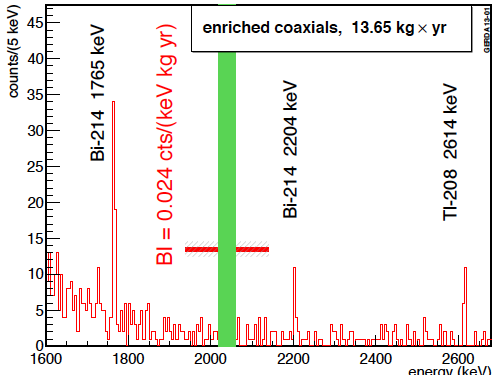 enriched coaxials, 13.65 kg × yr
GERDA 13-01
counts/(5 keV)
Bi-214 1765 keV
BI = 0.024 cts/(keV kg yr)
Bi-214 2204 keV
Tl-208 2614 keV
45
40
35
30
25
20
15
10
5
0
1600 1800 2000 2200 2400 2600
energy (keV)